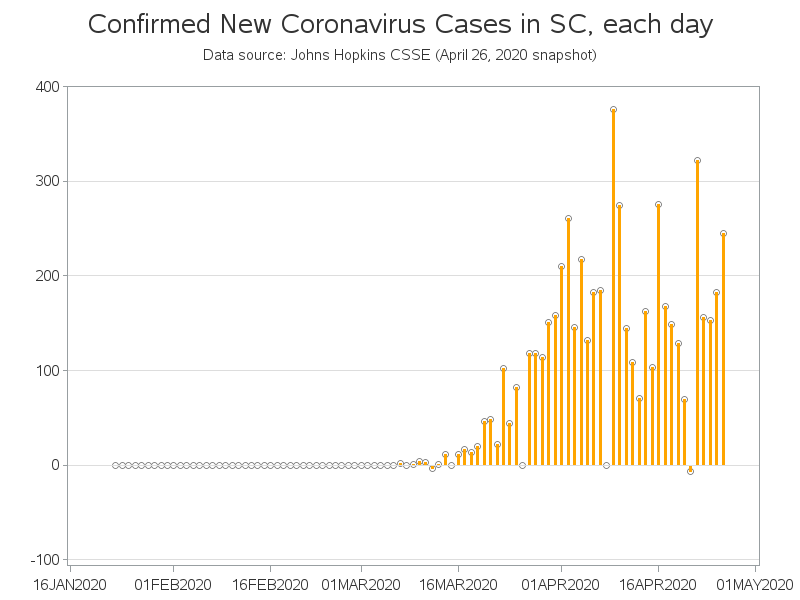 Confirmed New Coronavirus Cases in SC, each day
Data source: Johns Hopkins CSSE (April 26, 2020 snapshot)
400
300
200
100
0
-100
16JAN2020 01FEB2020 16FEB2020 01MAR2020 16MAR2020 01APR2020 16APR2020 01MAY2020